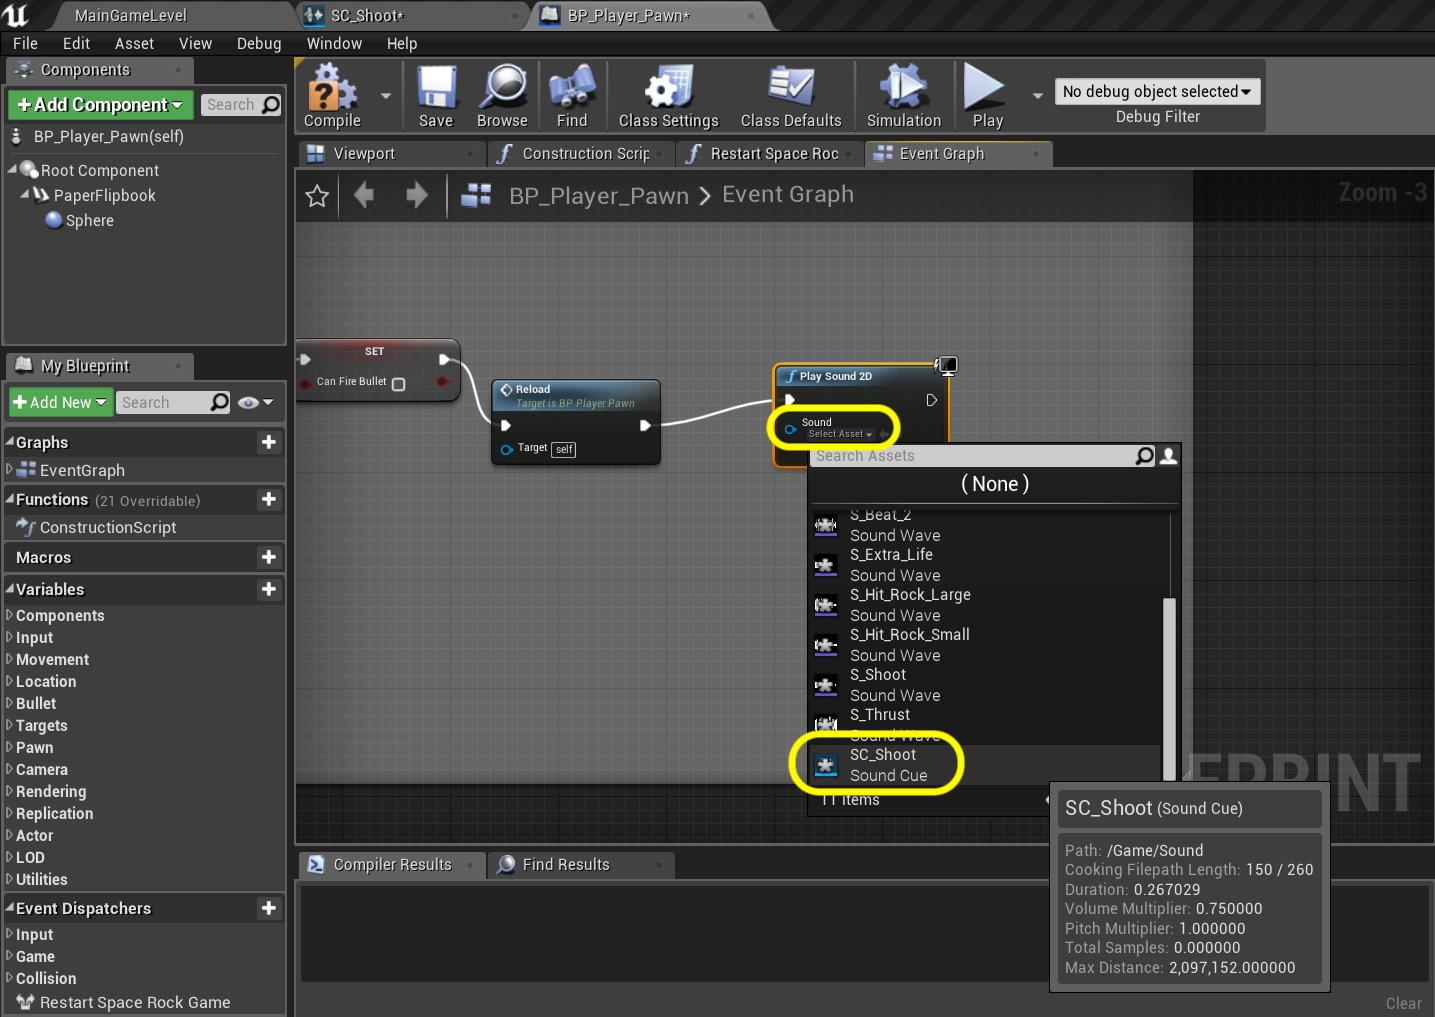 MainGameLevel
SC_Shoot*
BP_Player_Pawn*
File Edit Asset View Debug Window Help
Components
+Add Component
Search
BP_Player_Pawn(self)
Root Component
PaperFlipbook
Sphere
Compile
Save
Browse
Find
Class Settings
Class Defaults
Simulation
Play
No debug object selected
Debug Filter
Viewport
Construction Scrip
Restart Space Roc
Event Graph
BP_Player_Pawn > Event Graph
Zoom -3
SET
Can Fire Bullet
Reload
Target is BP Player Pawn
Target self
Play Sound 2D
Sound
Select Asset
Search Assets
( None )
S_Beat_2
Sound Wave
S_Extra_Life
Sound Wave
S_Hit_Rock_Large
Sound Wave
S_Hit_Rock_Small
Sound Wave
S_Shoot
Sound Wave
S_Thrust
Sound Wave
SC_Shoot
Sound Cue
11 items
SC_Shoot (Sound Cue)
Path: /Game/Sound
Cooking Filepath Length: 150 / 260
Duration: 0.267029
Volume Multiplier: 0.750000
Pitch Multiplier: 1.000000
Total Samples: 0.000000
Max Distance: 2,097,152.000000
My Blueprint
+Add New
Search
Graphs
EventGraph
Functions (21 Overridable)
ConstructionScript
Macros
Variables
Components
Input
Movement
Location
Bullet
Targets
Pawn
Camera
Rendering
Replication
Actor
LOD
Utilities
Event Dispatchers
Input
Game
Collision
Restart Space Rock Game
Compiler Results
Find Results
Clear